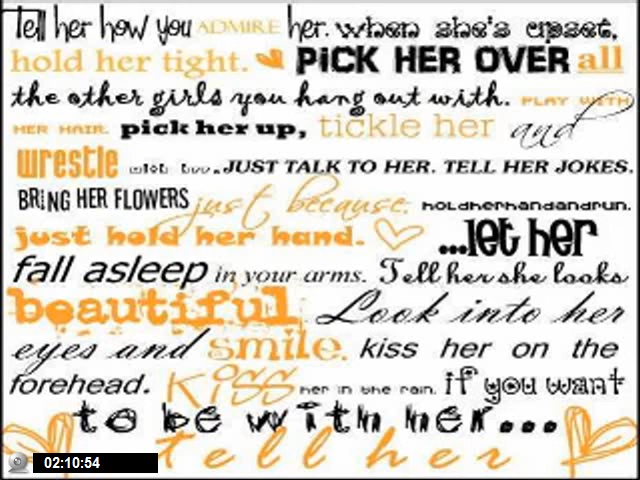 Tell her how you ADMIRE her. when she's upset,
hold her tight. PiCK HER OVER all
the other girls you hang out with. PLAY WITH
HER HAIR. pick her up, tickle her and
wrestle with her. JUST TALK TO HER. TELL HER JOKES.
BRiNG HER FLOWERS just because. holdherhandandrun.
just hold her hand. ...let her
fall asleep in your arms. Tell her she looks
beautiful Look into her
eyes and smile. kiss her on the
forehead. Kiss her in the rain. if you want
to be with her...
tell her
02:10:54